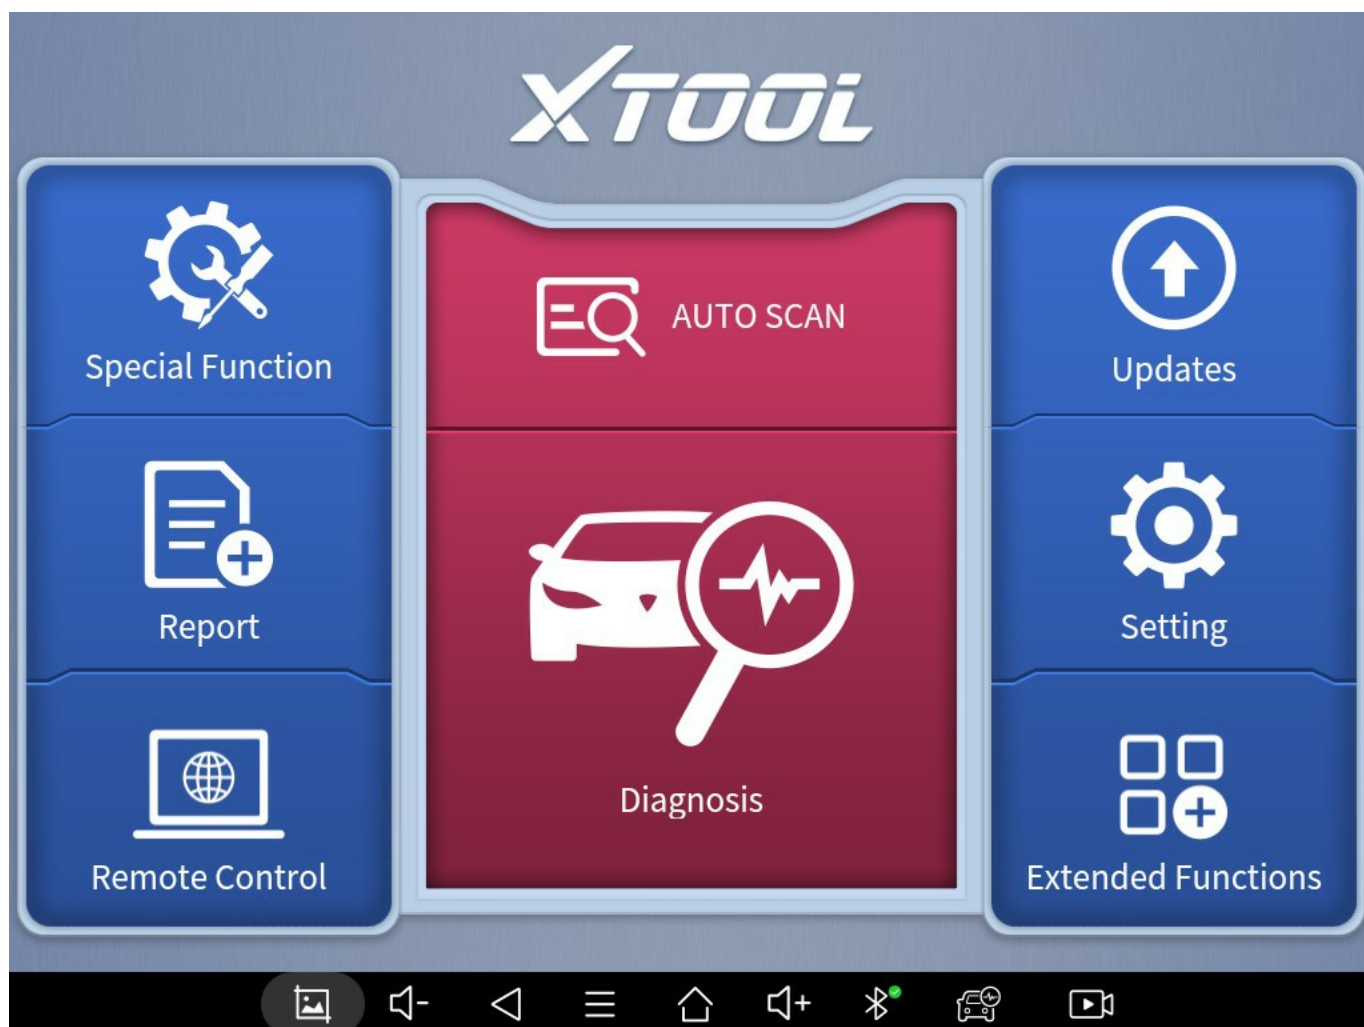 XTOOL
Special Function
AUTO SCAN
Updates
Report
Setting
Diagnosis
Remote Control
Extended Functions